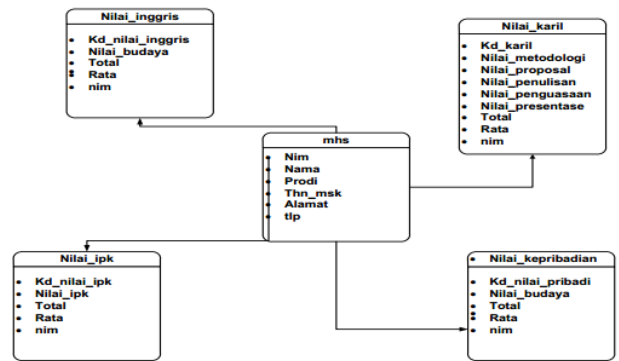 Nilai_inggris
Kd_nilai_inggris
Nilai_budaya
Total
Rata
nim
Nilai_karil
Kd_karil
Nilai_metodologi
Nilai_proposal
Nilai_penulisan
Nilai_penguasaan
Nilai_presentase
Total
Rata
nim
mhs
Nim
Nama
Prodi
Thn_msk
Alamat
tlp
Nilai_ipk
Kd_nilai_ipk
Nilai_ipk
Total
Rata
nim
Nilai_kepribadian
Kd_nilai_pribadi
Nilai_budaya
Total
Rata
nim